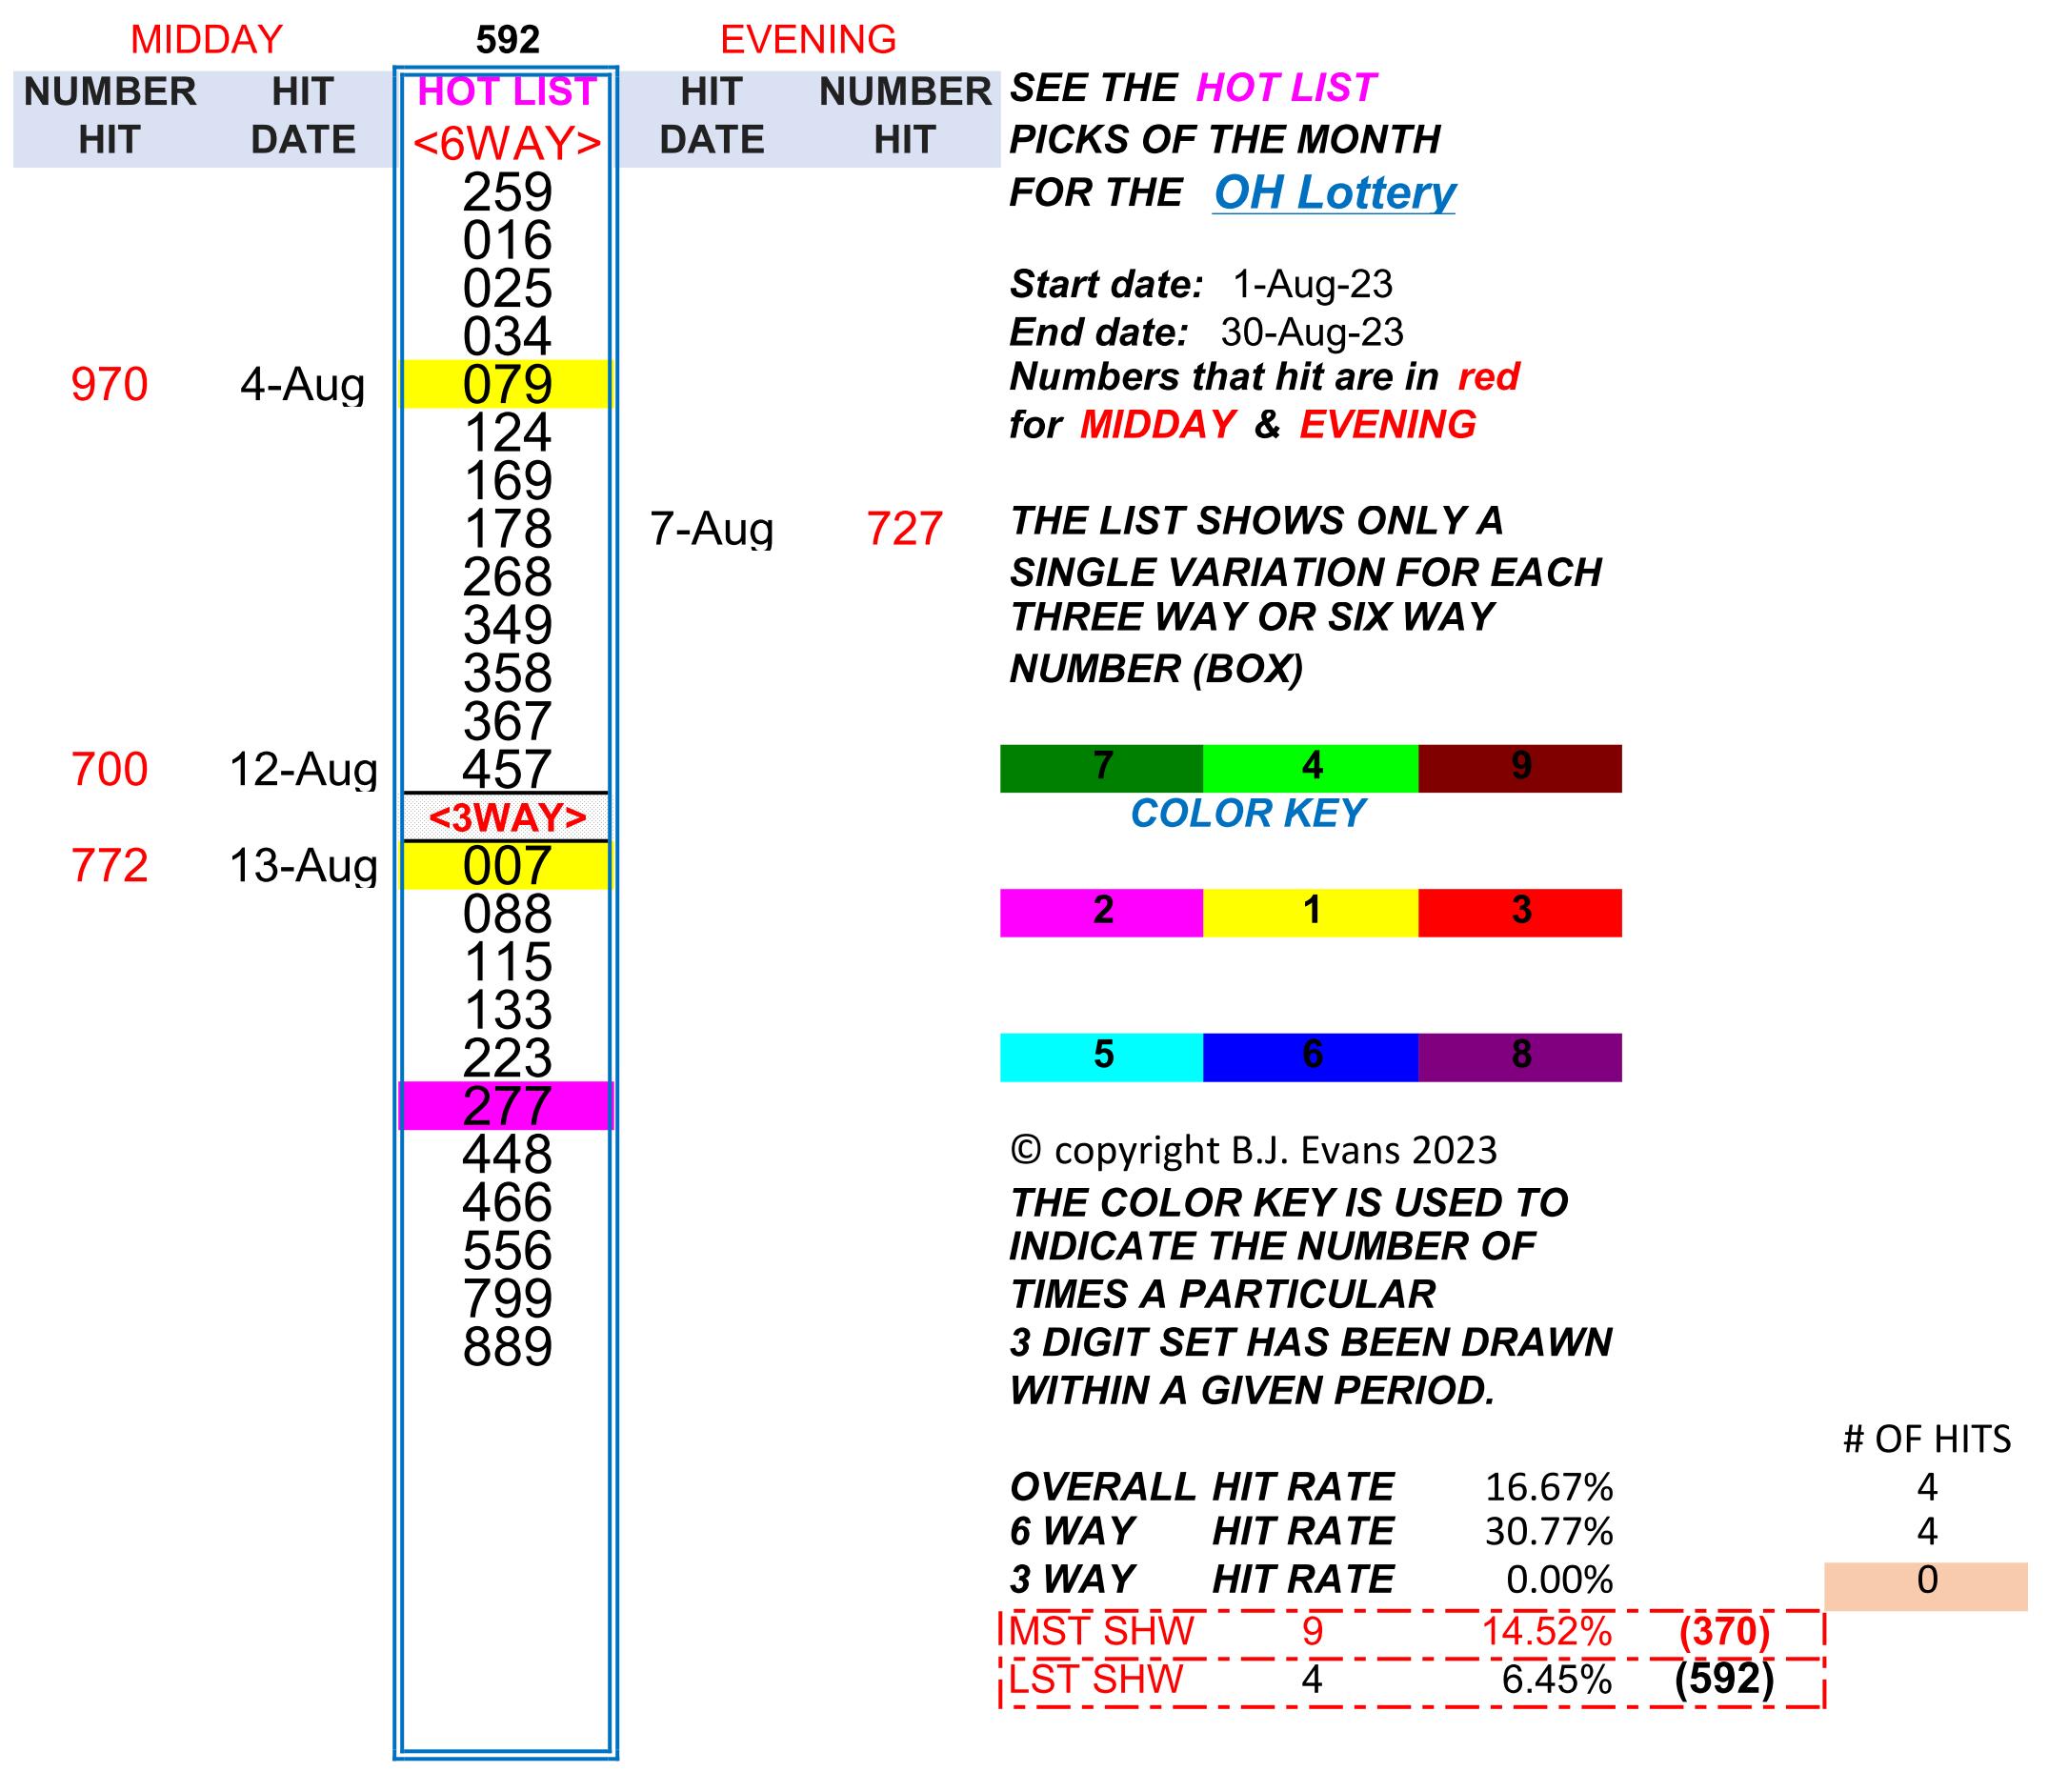 MIDDAY 592 EVENING
NUMBER HIT HOT LIST HIT NUMBER
HIT DATE <6WAY> DATE HIT
259
016
025
034
970 4-Aug 079
124
169
178 7-Aug 727
268
349
358
367
700 12-Aug 457
<3WAY>
772 13-Aug 007
088
115
133
223
277
448
466
556
799
889
SEE THE HOT LIST
PICKS OF THE MONTH
FOR THE OH Lottery
Start date: 1-Aug-23
End date: 30-Aug-23
Numbers that hit are in red
for MIDDAY & EVENING
THE LIST SHOWS ONLY A
SINGLE VARIATION FOR EACH
THREE WAY OR SIX WAY
NUMBER (BOX)
7 4 9
COLOR KEY
2 1 3
5 6 8
© copyright B.J. Evans 2023
THE COLOR KEY IS USED TO
INDICATE THE NUMBER OF
TIMES A PARTICULAR
3 DIGIT SET HAS BEEN DRAWN
WITHIN A GIVEN PERIOD.
# OF HITS
OVERALL HIT RATE 16.67% 4
6 WAY HIT RATE 30.77% 4
3 WAY HIT RATE 0.00% 0
MST SHW 9 14.52% (370)
LST SHW 4 6.45% (592)